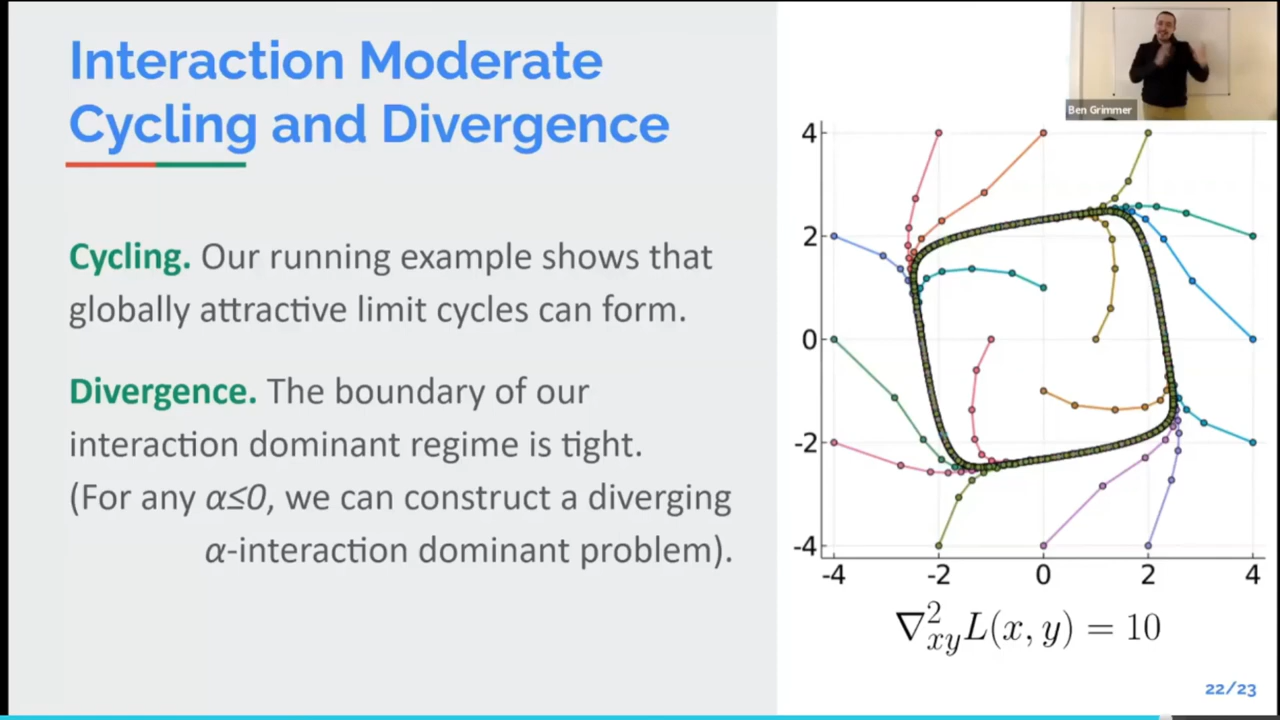 Interaction Moderate
Cycling and Divergence
Cycling. Our running example shows that
globally attractive limit cycles can form.
Divergence. The boundary of our
interaction dominant regime is tight.
(For any α≤0, we can construct a diverging
α-interaction dominant problem).
Ben Grimmer
4
2
0
-2
-4
-4 -2 0 2 4
∇²xyL(x, y) = 10
22/23